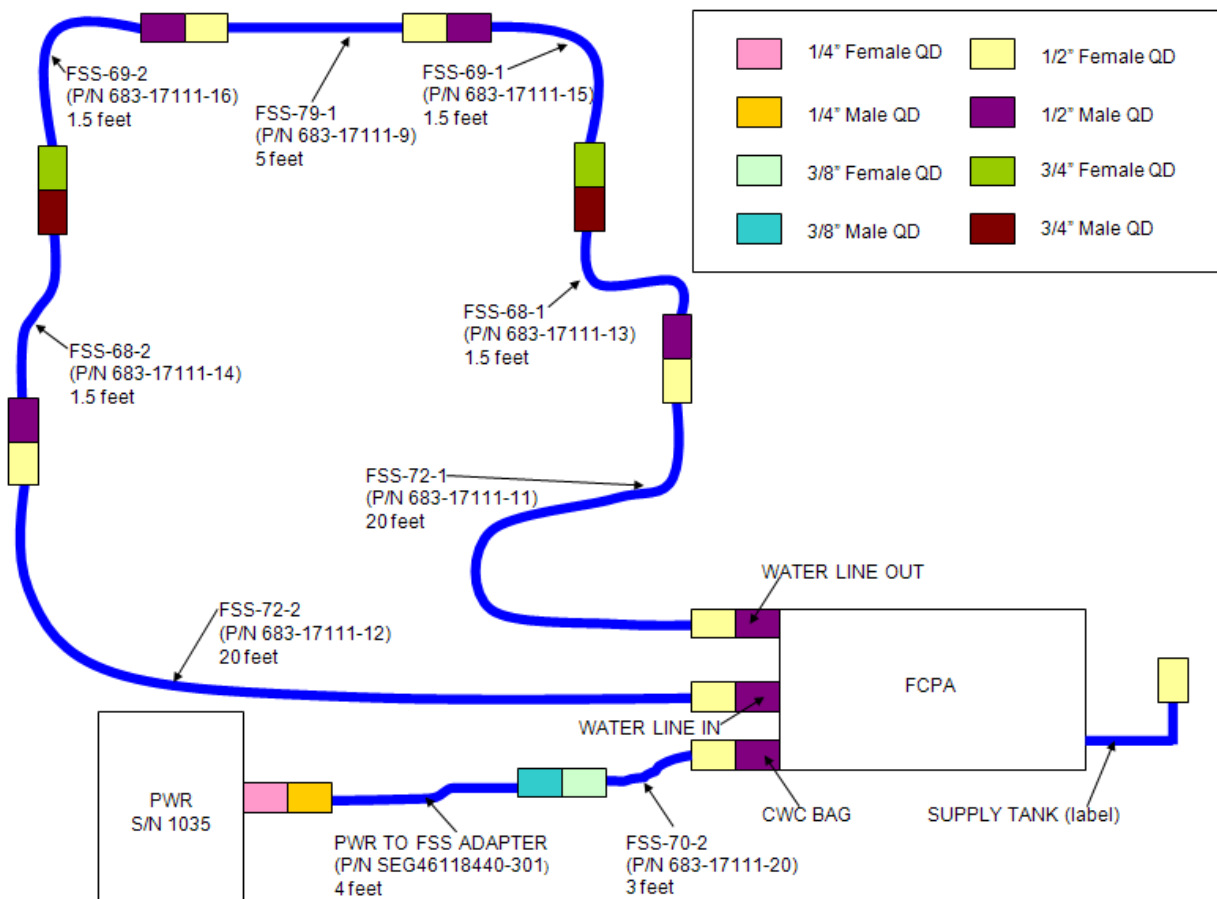 FSS-69-2
(P/N 683-17111-16)
1.5 feet
FSS-79-1
(P/N 683-17111-9)
5 feet
FSS-69-1
(P/N 683-17111-15)
1.5 feet
1/4” Female QD
1/2” Female QD
1/4” Male QD
1/2” Male QD
3/8” Female QD
3/4” Female QD
3/8” Male QD
3/4” Male QD
FSS-68-2
(P/N 683-17111-14)
1.5 feet
FSS-68-1
(P/N 683-17111-13)
1.5 feet
FSS-72-1
(P/N 683-17111-11)
20 feet
FSS-72-2
(P/N 683-17111-12)
20 feet
WATER LINE OUT
FCPA
WATER LINE IN
PWR
S/N 1035
CWC BAG
SUPPLY TANK (label)
PWR TO FSS ADAPTER
(P/N SEG46118440-301)
4 feet
FSS-70-2
(P/N 683-17111-20)
3 feet